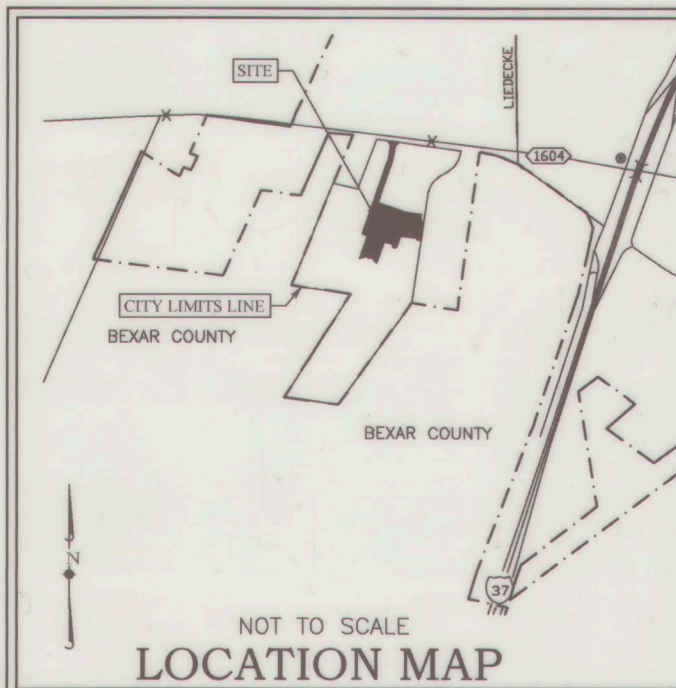 SITE
LIEDECKE
1604
CITY LIMITS LINE
BEXAR COUNTY
BEXAR COUNTY
N
37
NOT TO SCALE
LOCATION MAP